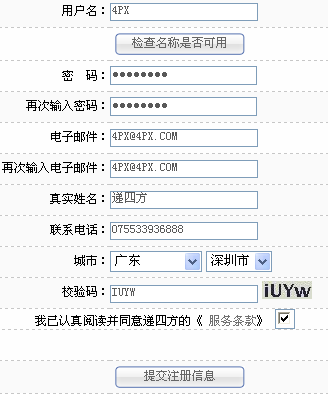 用户名： 4PX
检查名称是否可用
密 码： ●●●●●●●●
再次输入密码： ●●●●●●●●
电子邮件： 4PX@4PX.COM
再次输入电子邮件： 4PX@4PX.COM
真实姓名： 递四方
联系电话： 075533936888
城市： 广东 深圳市
校验码： IUYW iUYw
我已认真阅读并同意递四方的《 服务条款》
提交注册信息